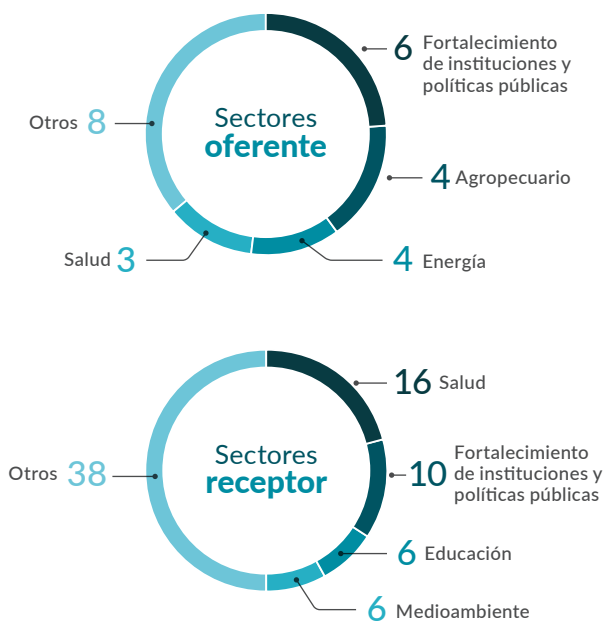 6 Fortalecimiento
de instituciones y
políticas públicas
Otros 8
Sectores
oferente
4 Agropecuario
Salud 3
4 Energía
16 Salud
Sectores
receptor
Fortalecimiento
10 de instituciones y
políticas públicas
Otros 38
6 Educación
6 Medioambiente